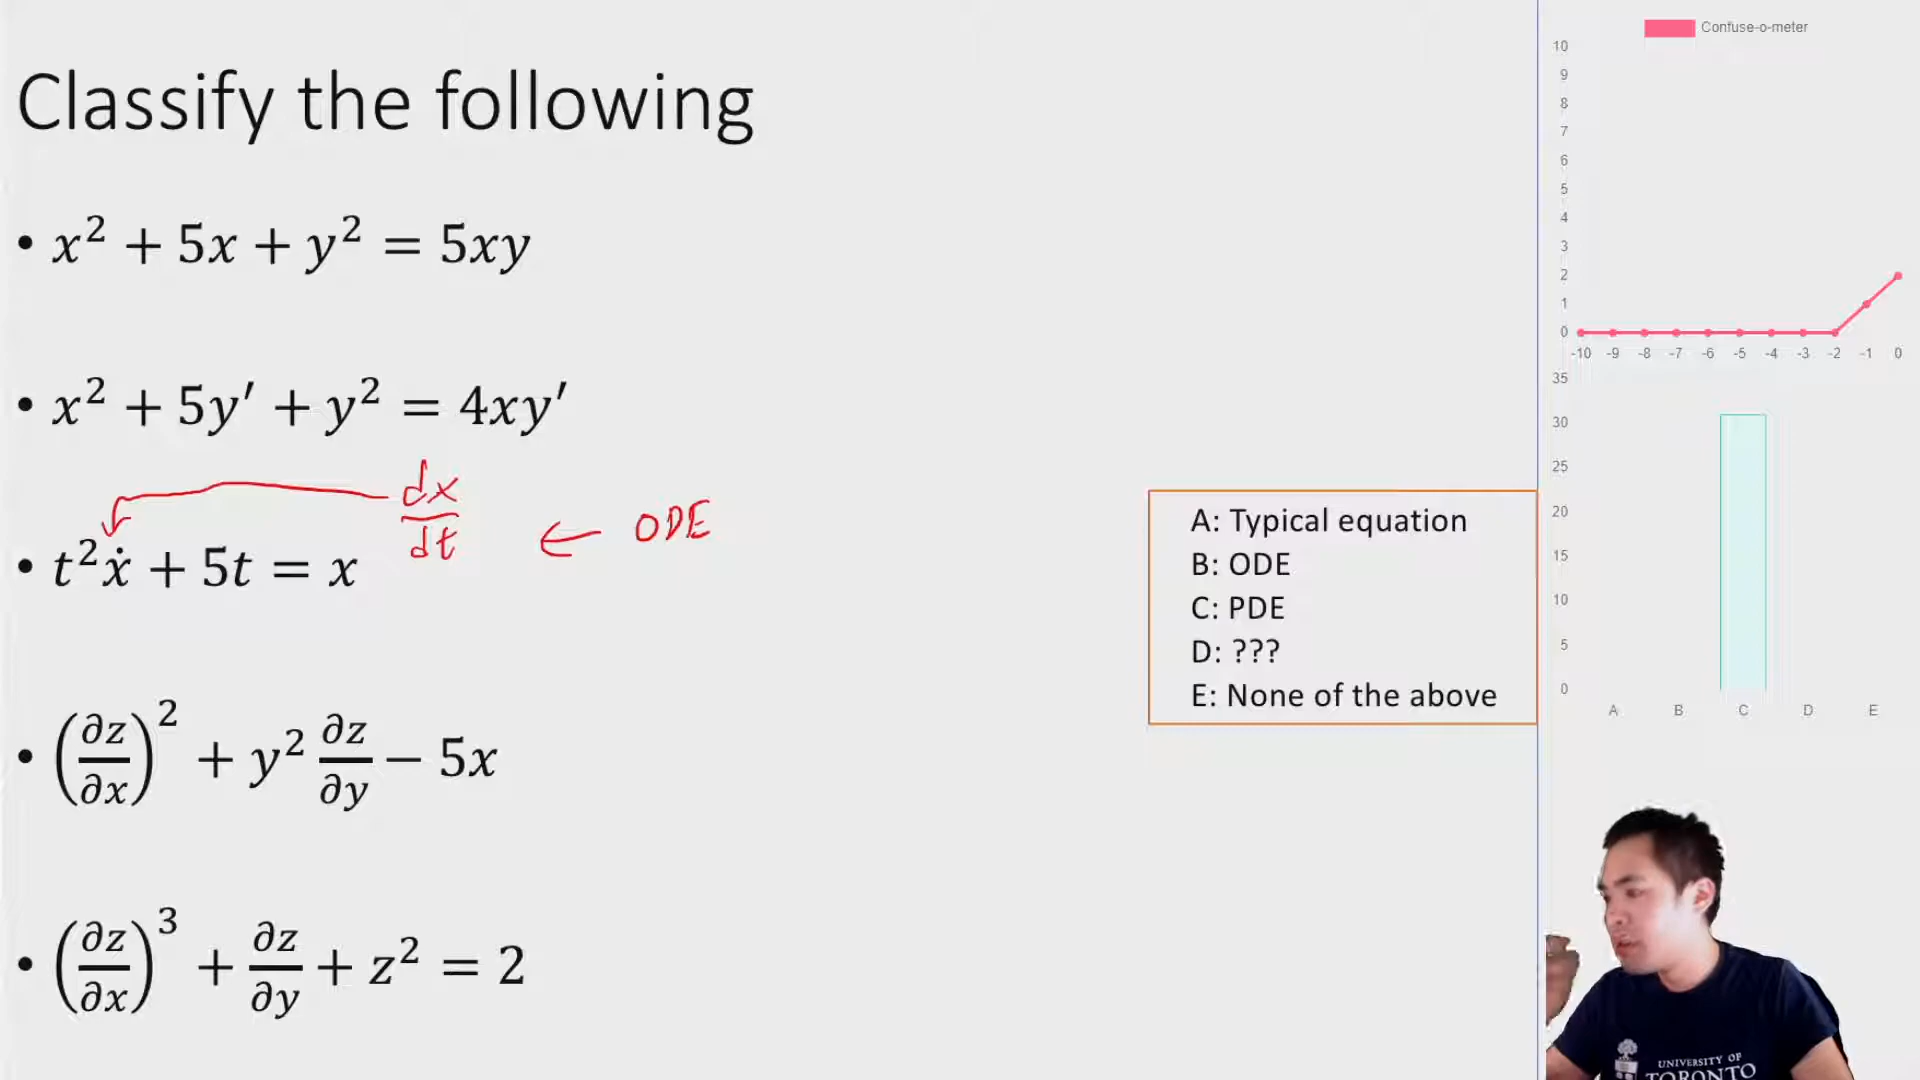 Classify the following
• x² + 5x + y² = 5xy
• x² + 5y′ + y² = 4xy′
dx/dt
← ODE
• t²ẋ + 5t = x
• (∂z/∂x)² + y² ∂z/∂y − 5x
• (∂z/∂x)³ + ∂z/∂y + z² = 2
A: Typical equation
B: ODE
C: PDE
D: ???
E: None of the above
Confuse-o-meter
10
9
8
7
6
5
4
3
2
1
0
-10 -9 -8 -7 -6 -5 -4 -3 -2 -1 0
35
30
25
20
15
10
5
0
A B C D E
UNIVERSITY OF
TORONTO